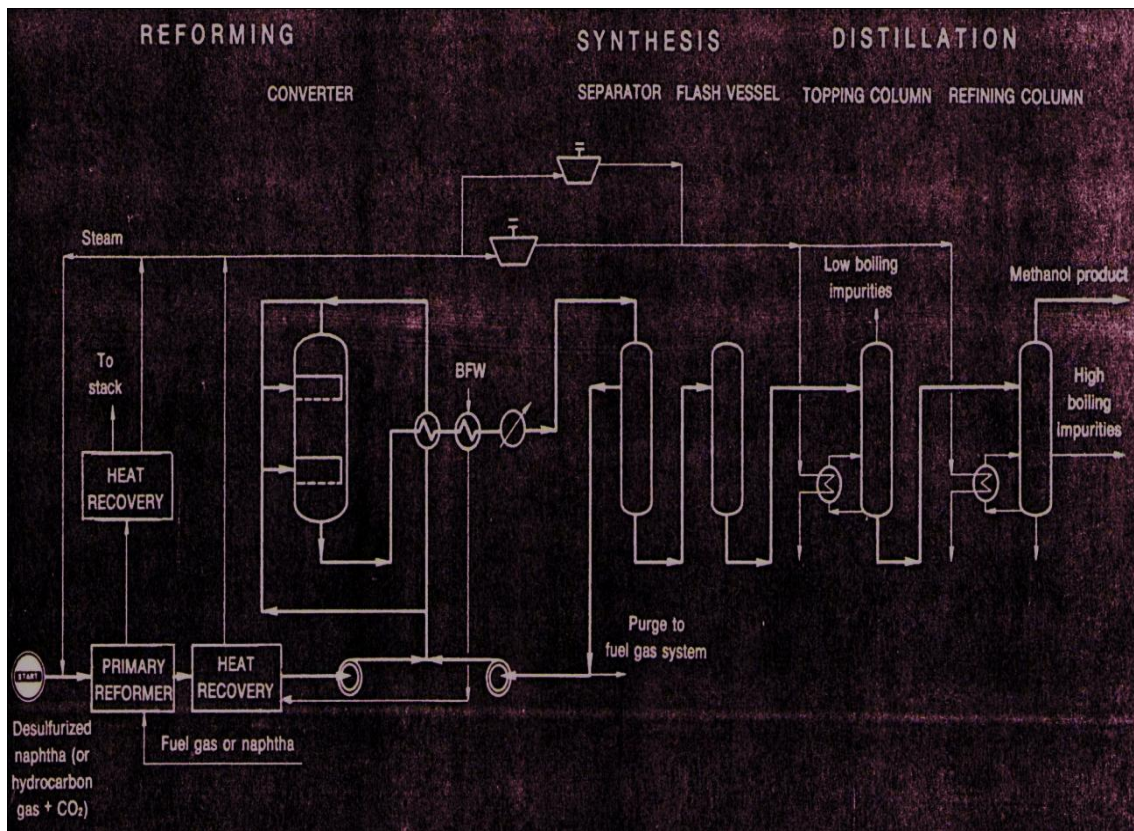 REFORMING
SYNTHESIS
DISTILLATION
CONVERTER
SEPARATOR
FLASH VESSEL
TOPPING COLUMN
REFINING COLUMN
Steam
Low boiling
impurities
Methanol product
To
stack
BFW
High
boiling
impurities
HEAT
RECOVERY
Purge to
fuel gas system
START
PRIMARY
REFORMER
HEAT
RECOVERY
Desulfurized
naphtha (or
hydrocarbon
gas + CO₂)
Fuel gas or naphtha